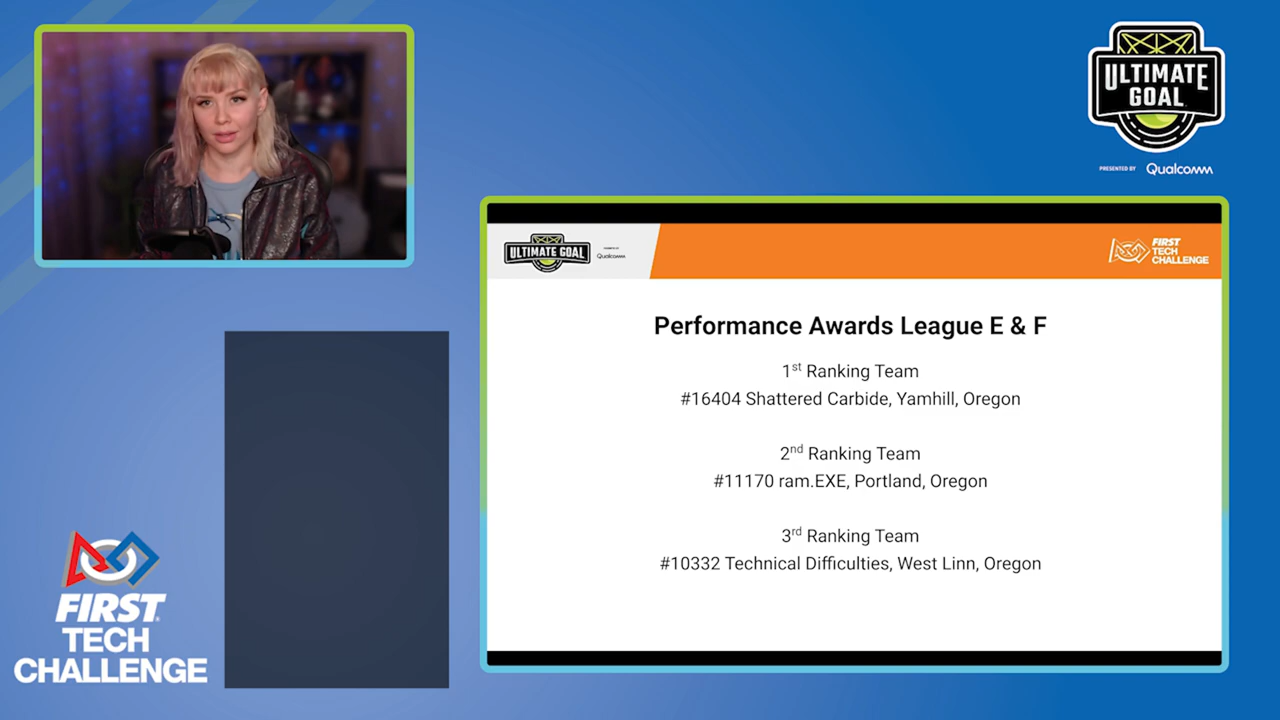 ULTIMATE
GOAL
PRESENTED BY Qualcomm
ULTIMATE GOAL
Qualcomm
FIRST
TECH
CHALLENGE
Performance Awards League E & F
1st Ranking Team
#16404 Shattered Carbide, Yamhill, Oregon
2nd Ranking Team
#11170 ram.EXE, Portland, Oregon
3rd Ranking Team
#10332 Technical Difficulties, West Linn, Oregon
FIRST®
TECH
CHALLENGE